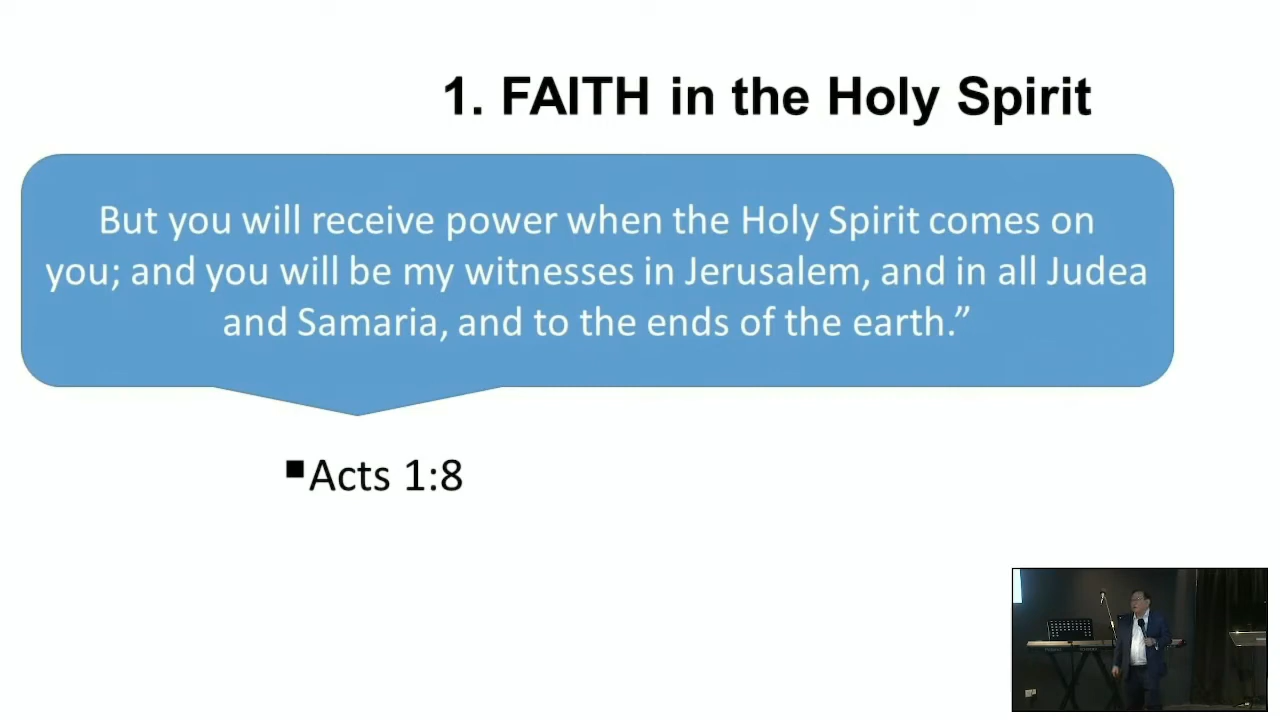 1. FAITH in the Holy Spirit
But you will receive power when the Holy Spirit comes on
you; and you will be my witnesses in Jerusalem, and in all Judea
and Samaria, and to the ends of the earth.”
▪Acts 1:8